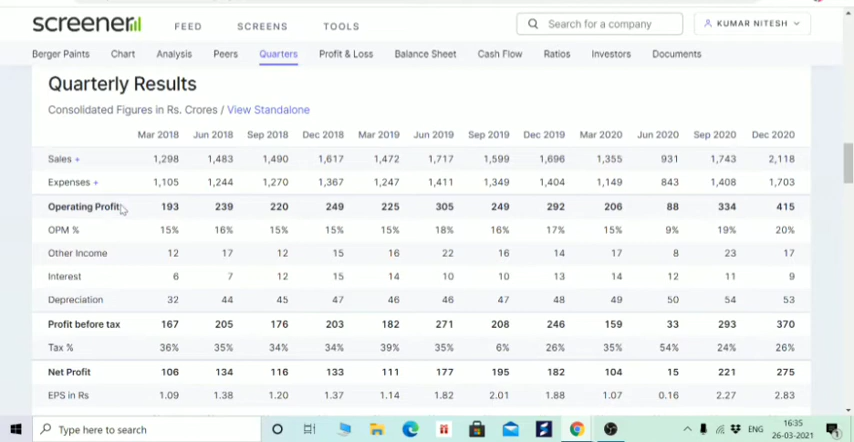 screener FEED SCREENS TOOLS Search for a company KUMAR NITESH
Berger Paints Chart Analysis Peers Quarters Profit & Loss Balance Sheet Cash Flow Ratios Investors Documents
Quarterly Results
Consolidated Figures in Rs. Crores / View Standalone
Mar 2018 Jun 2018 Sep 2018 Dec 2018 Mar 2019 Jun 2019 Sep 2019 Dec 2019 Mar 2020 Jun 2020 Sep 2020 Dec 2020
Sales + 1,298 1,483 1,490 1,617 1,472 1,717 1,599 1,696 1,355 931 1,743 2,118
Expenses + 1,105 1,244 1,270 1,367 1,247 1,411 1,349 1,404 1,149 843 1,408 1,703
Operating Profit 193 239 220 249 225 305 249 292 206 88 334 415
OPM % 15% 16% 15% 15% 15% 18% 16% 17% 15% 9% 19% 20%
Other Income 12 17 12 15 16 22 16 14 17 8 23 17
Interest 6 7 12 15 14 10 10 13 14 12 11 9
Depreciation 32 44 45 47 46 46 47 48 49 50 54 53
Profit before tax 167 205 176 203 182 271 208 246 159 33 293 370
Tax % 36% 35% 34% 34% 39% 35% 6% 26% 35% 54% 24% 26%
Net Profit 106 134 116 133 111 177 195 182 104 15 221 275
EPS in Rs 1.09 1.38 1.20 1.37 1.14 1.82 2.01 1.88 1.07 0.16 2.27 2.83
Type here to search ENG 16:35
26-03-2021